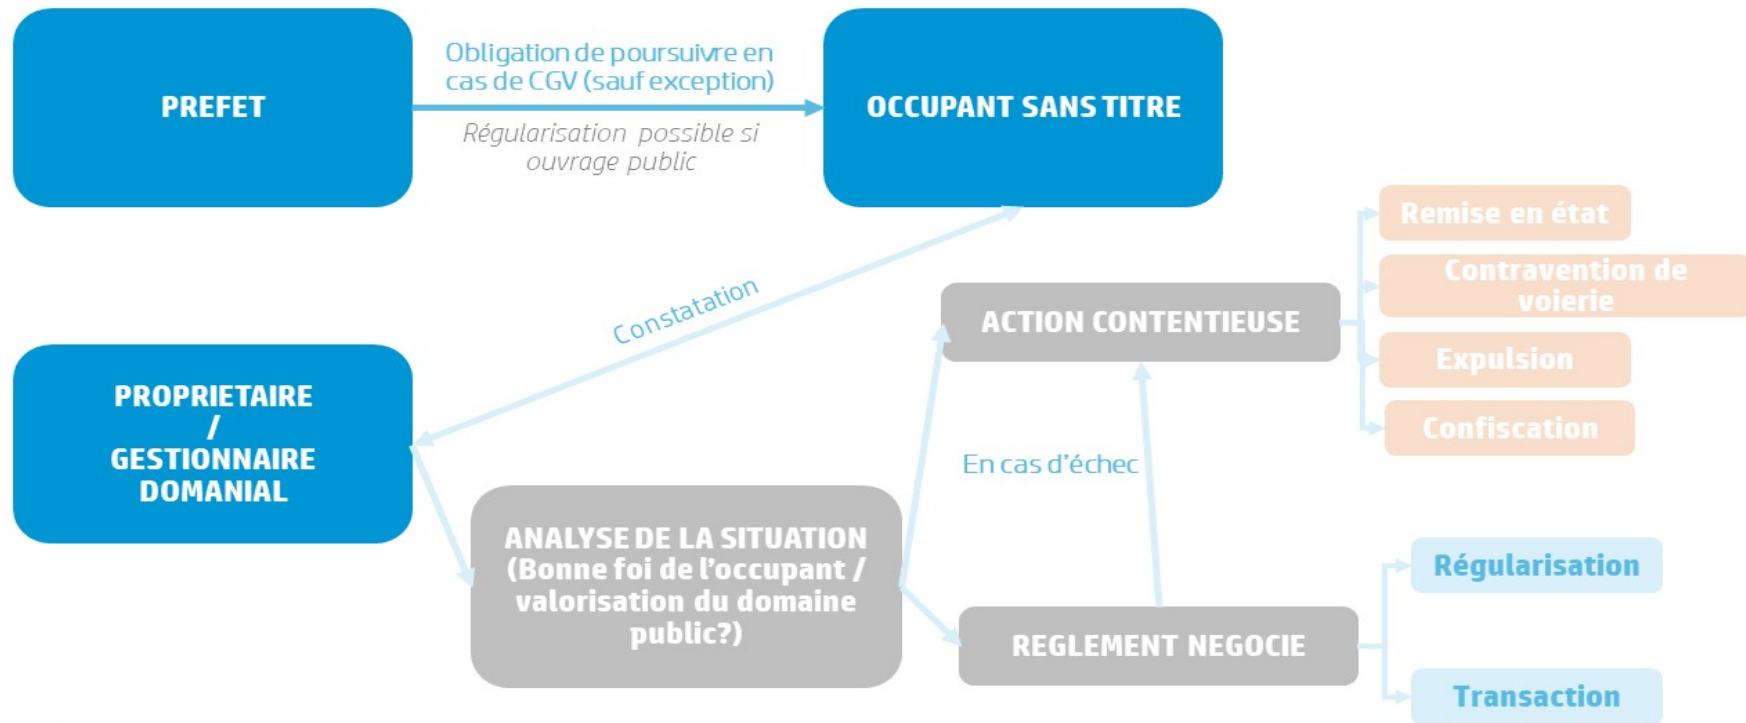 PREFET
Obligation de poursuivre en
cas de CGV (sauf exception)
Régularisation possible si
ouvrage public
OCCUPANT SANS TITRE
Remise en état
Contravention de
voierie
Expulsion
Confiscation
Constatation
ACTION CONTENTIEUSE
PROPRIETAIRE
/
GESTIONNAIRE
DOMANIAL
En cas d'échec
ANALYSE DE LA SITUATION
(Bonne foi de l'occupant /
valorisation du domaine
public?)
REGLEMENT NEGOCIE
Régularisation
Transaction